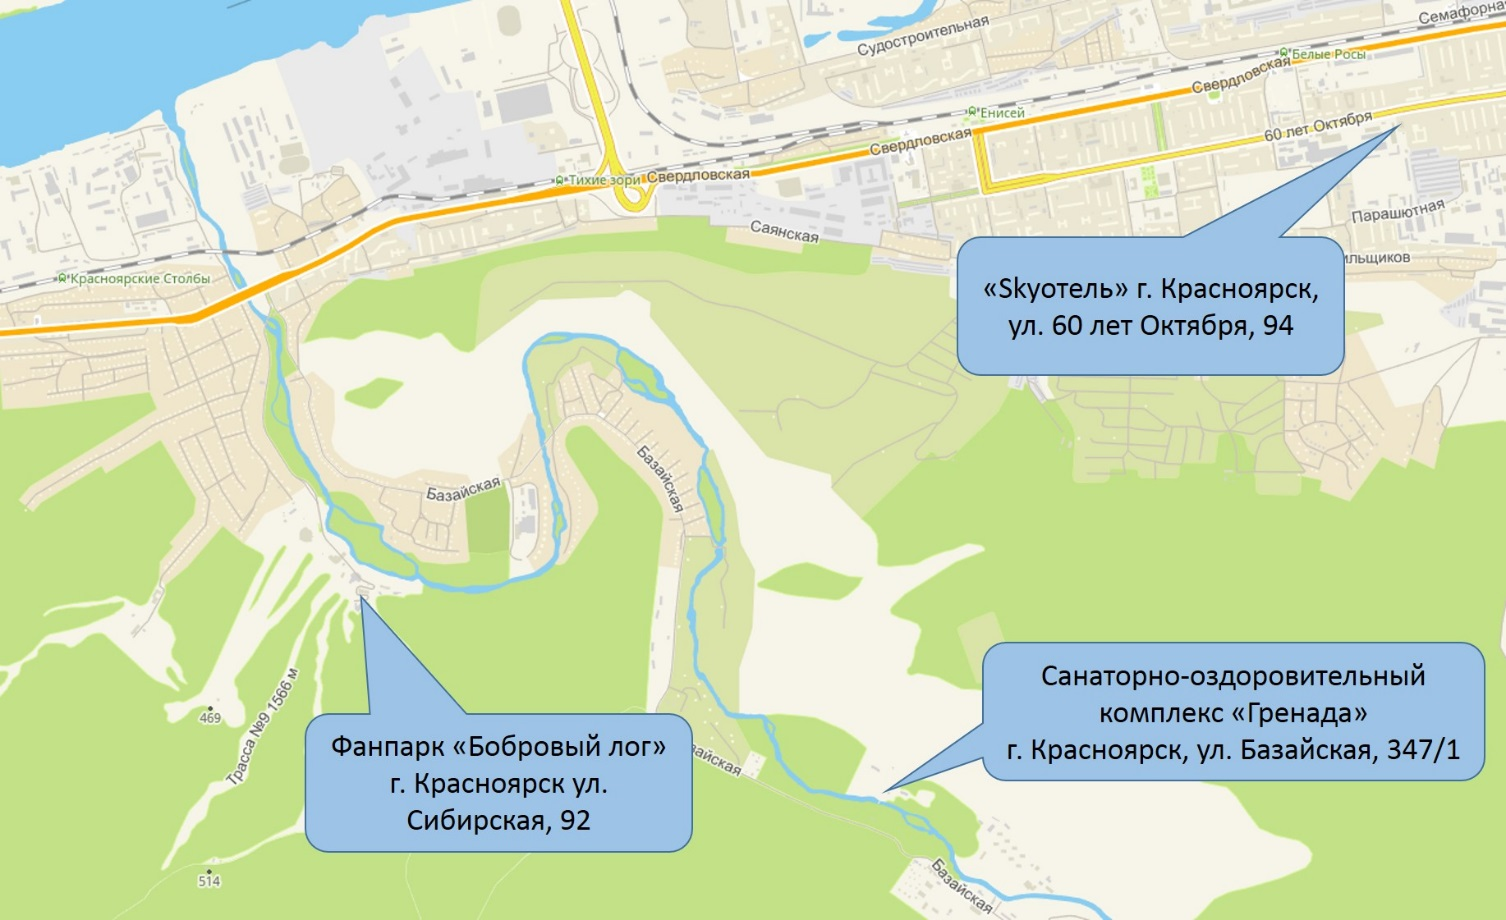 Судостроительная
Семафорная
Белые Росы
Свердловская
Енисей
60 лет Октября
Свердловская
Тихие зори
Свердловская
Парашютная
Саянская
ильщиков
Красноярские Столбы
«Skyотель» г. Красноярск,
ул. 60 лет Октября, 94
Базайская
Базайская
Санаторно-оздоровительный
комплекс «Гренада»
г. Красноярск, ул. Базайская, 347/1
469
Трасса №9 1566 м
Фанпарк «Бобровый лог»
г. Красноярск ул.
Сибирская, 92
зайская
514
Базайская